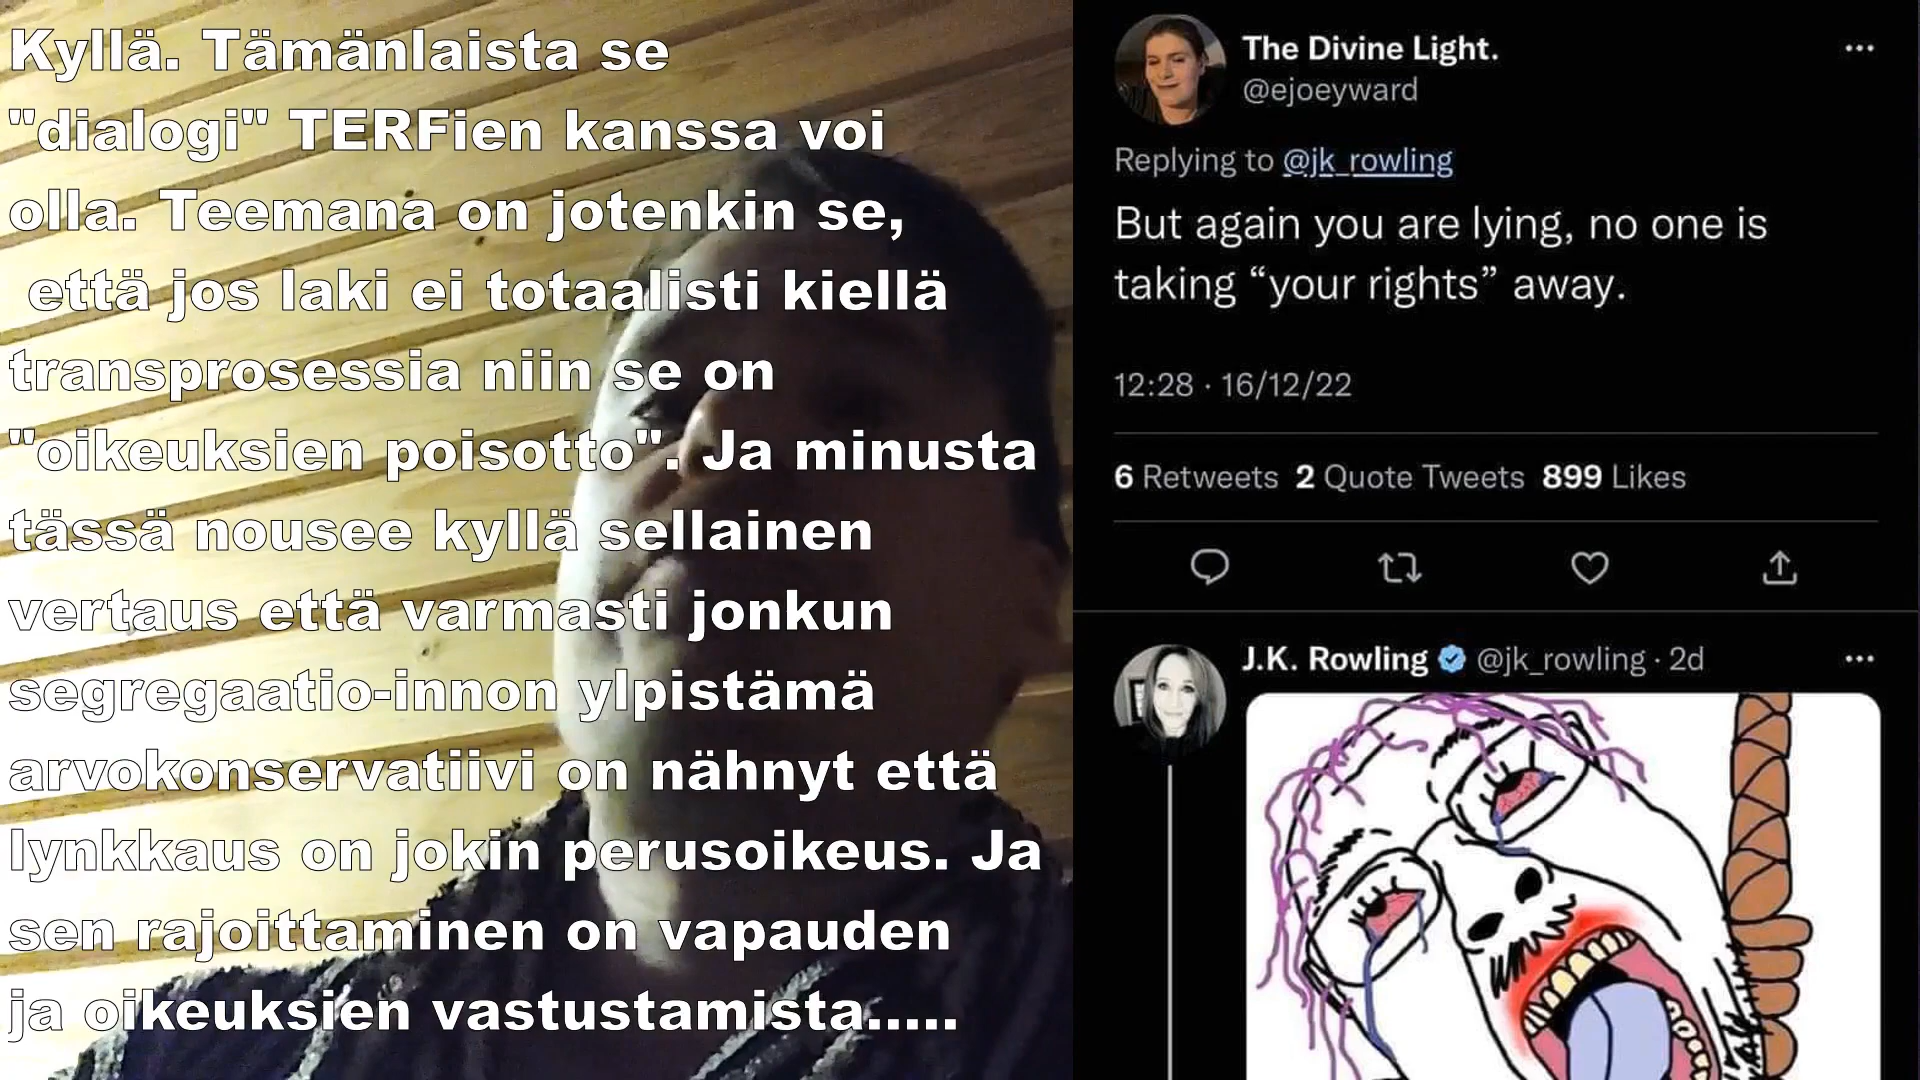 Kyllä. Tämänlaista se
"dialogi" TERFien kanssa voi
olla. Teemana on jotenkin se,
että jos laki ei totaalisti kiellä
transprosessia niin se on
"oikeuksien poisotto". Ja minusta
tässä nousee kyllä sellainen
vertaus että varmasti jonkun
segregaatio-innon ylpistämä
arvokonservatiivi on nähnyt että
lynkkaus on jokin perusoikeus. Ja
sen rajoittaminen on vapauden
ja oikeuksien vastustamista.....
The Divine Light.
@ejoeyward
Replying to @jk_rowling
But again you are lying, no one is
taking “your rights” away.
12:28 · 16/12/22
6 Retweets 2 Quote Tweets 899 Likes
J.K. Rowling @jk_rowling · 2d